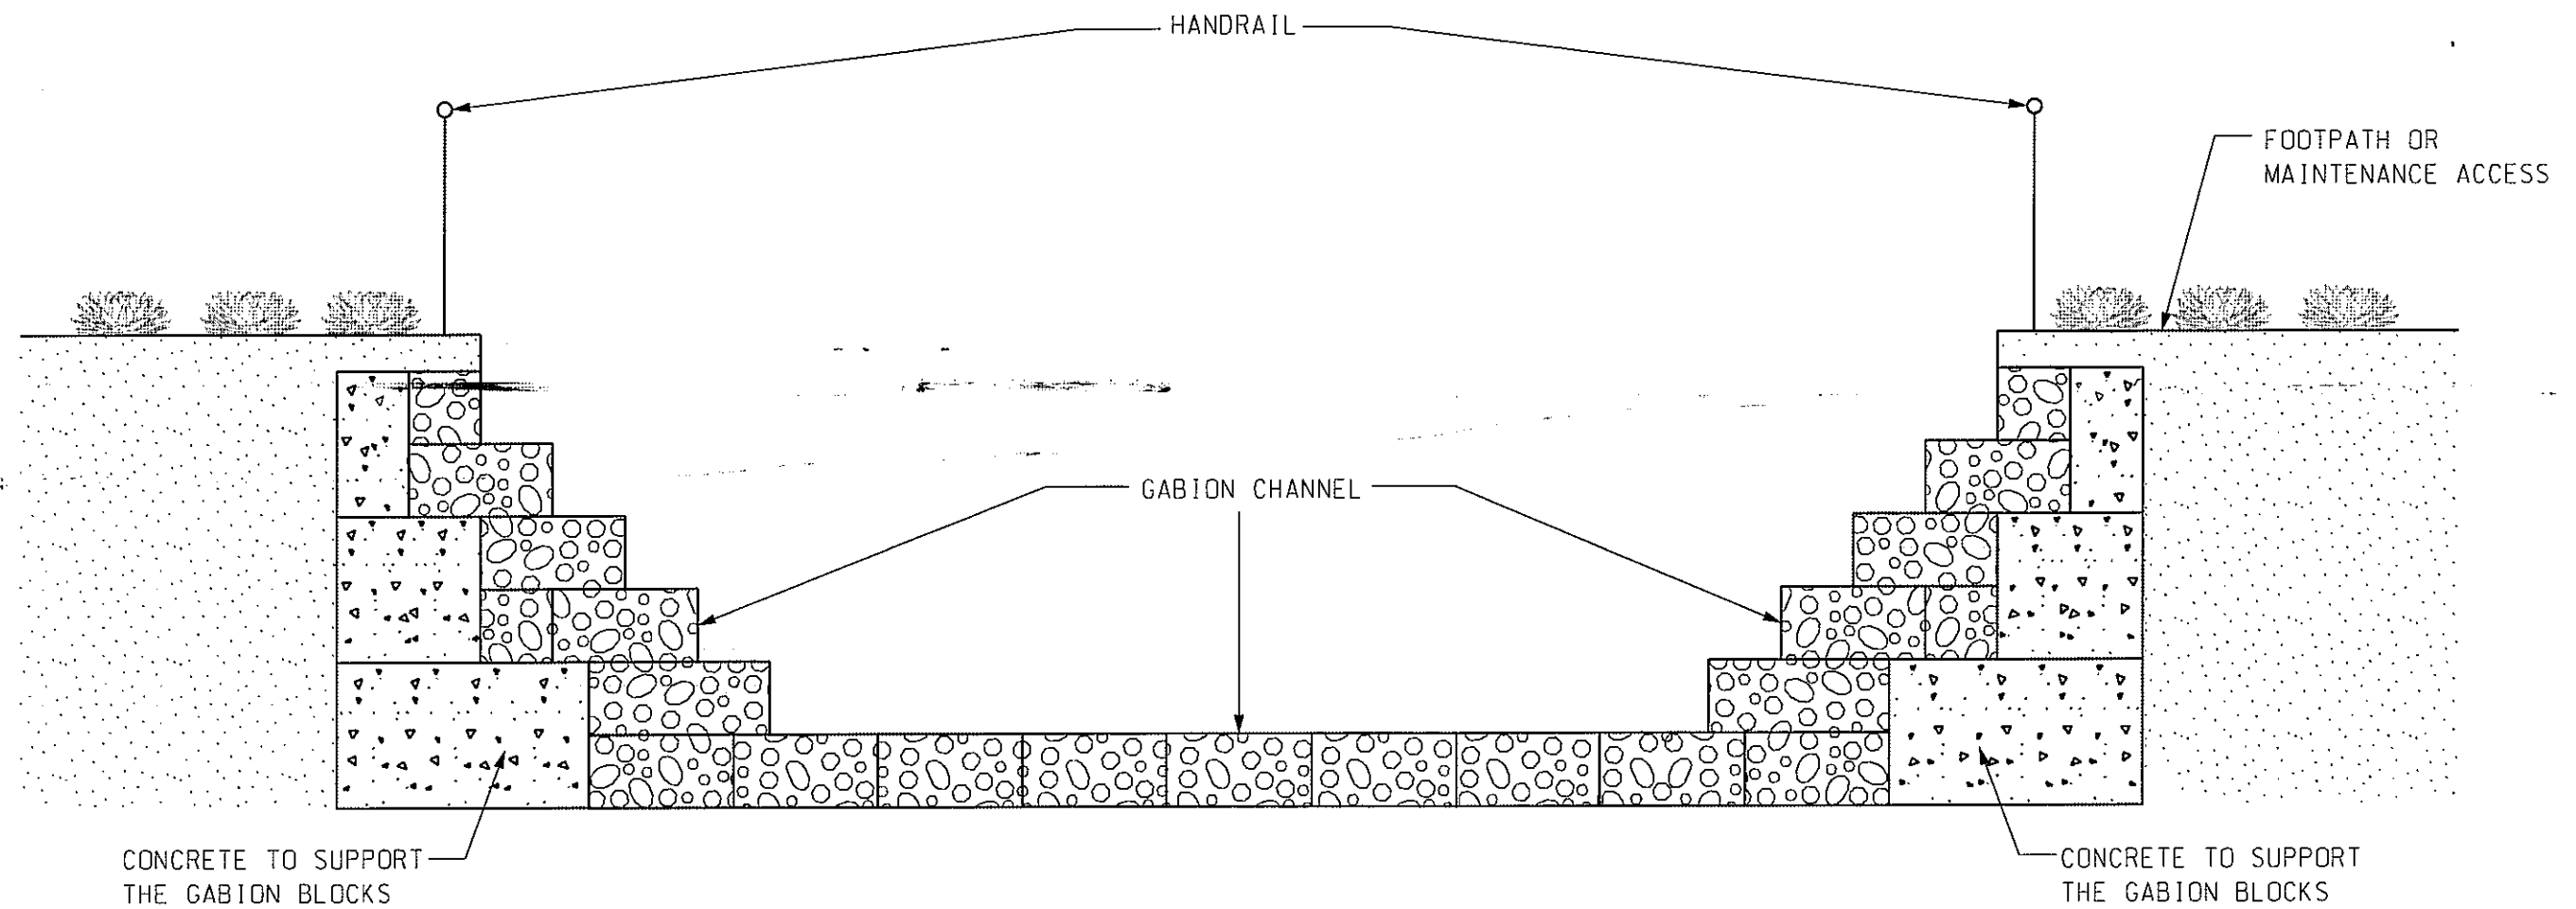 HANDRAIL
FOOTPATH OR
MAINTENANCE ACCESS
GABION CHANNEL
CONCRETE TO SUPPORT
THE GABION BLOCKS
CONCRETE TO SUPPORT
THE GABION BLOCKS